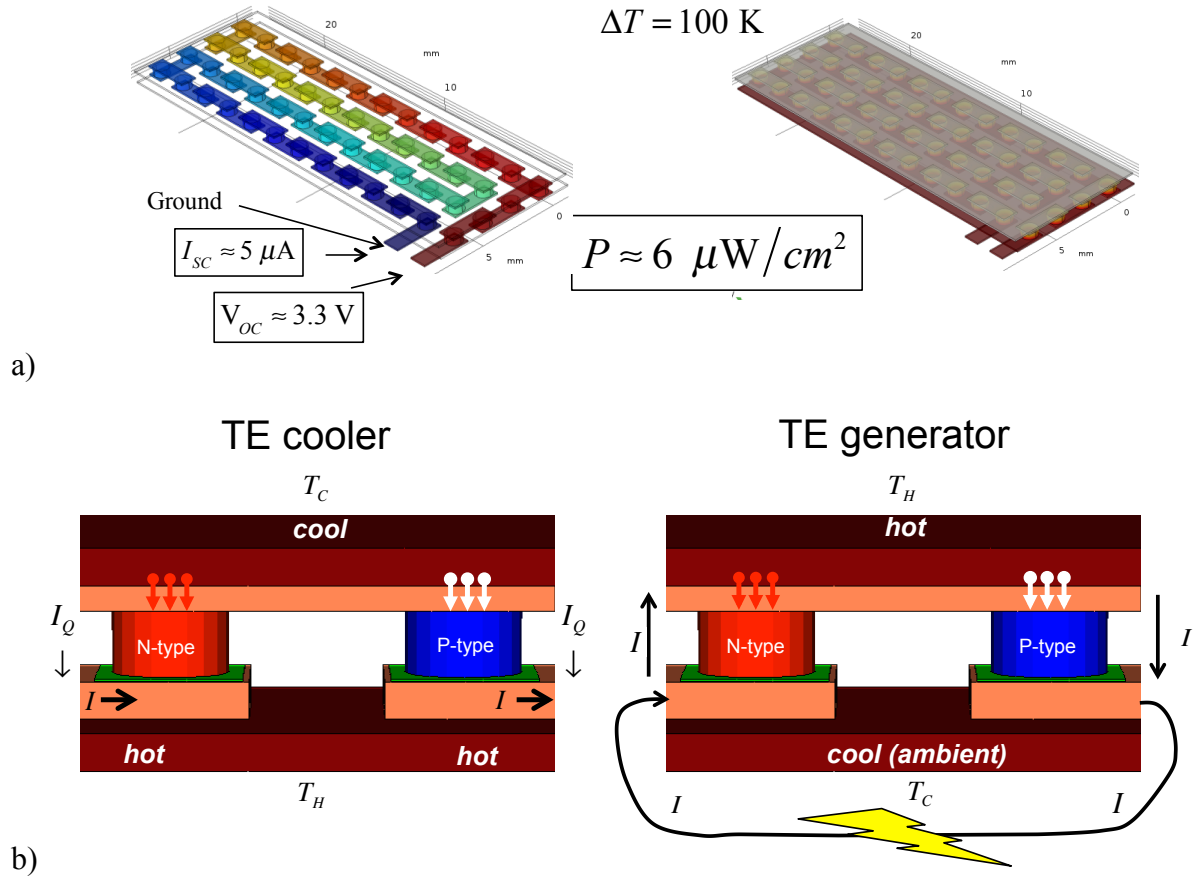 ΔT = 100 K
20
mm
10
0
5
mm
20
mm
10
0
5
mm
Ground
I_SC ≈ 5 μA
V_OC ≈ 3.3 V
P ≈ 6 μW/cm²
a)
TE cooler
TE generator
T_C
T_H
cool
hot
I_Q
N-type
P-type
I_Q
I
N-type
P-type
I
I
I
hot
hot
cool (ambient)
T_H
I
T_C
I
b)